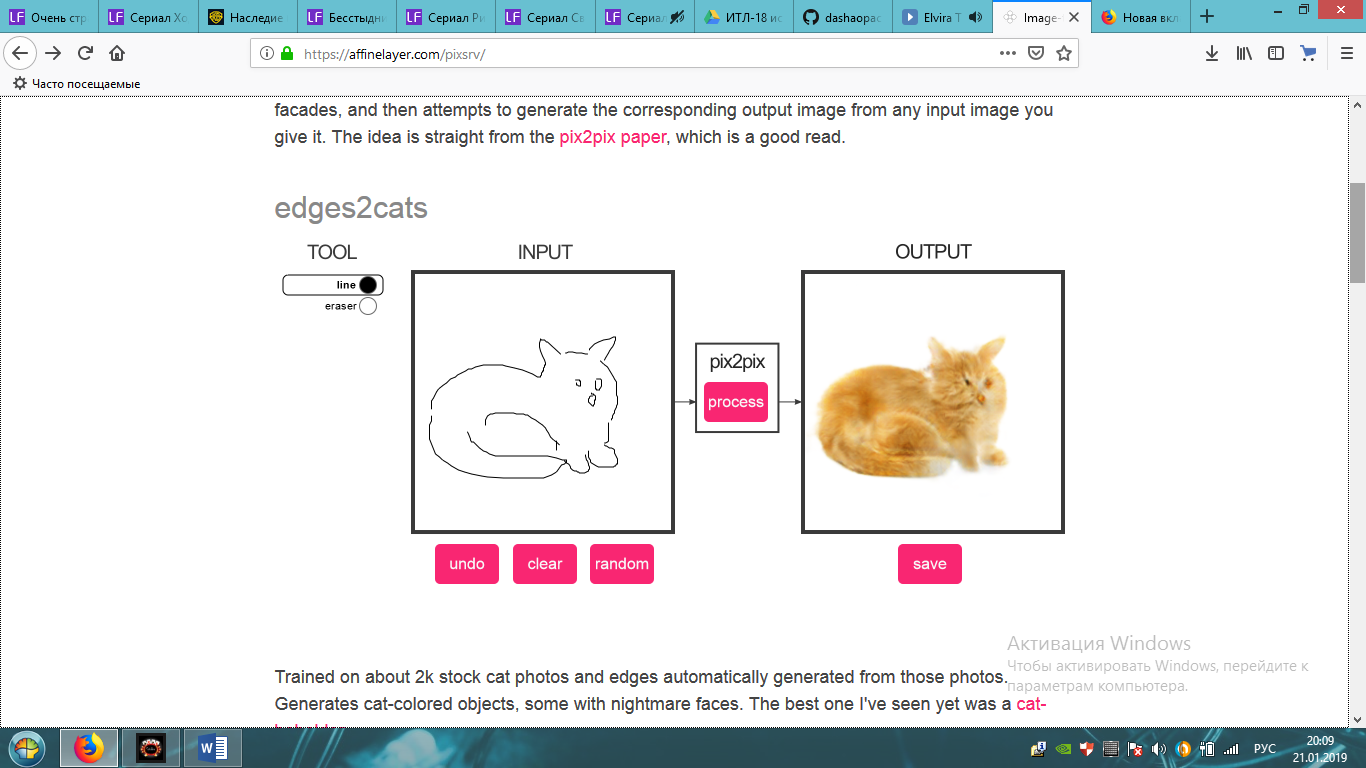 Очень стр
Сериал Хо
Наследие
Бесстыдни
Сериал Ри
Сериал Св
Сериал
ИТЛ-18 ис
dashaopac
Elvira T
Image-
Новая вкл
https://affinelayer.com/pixsrv/
Часто посещаемые
facades, and then attempts to generate the corresponding output image from any input image you
give it. The idea is straight from the pix2pix paper, which is a good read.
edges2cats
TOOL
INPUT
OUTPUT
line
eraser
pix2pix
process
undo
clear
random
save
Активация Windows
Чтобы активировать Windows, перейдите к
параметрам компьютера.
Trained on about 2k stock cat photos and edges automatically generated from those photos.
Generates cat-colored objects, some with nightmare faces. The best one I've seen yet was a cat-
РУС
20:09
21.01.2019